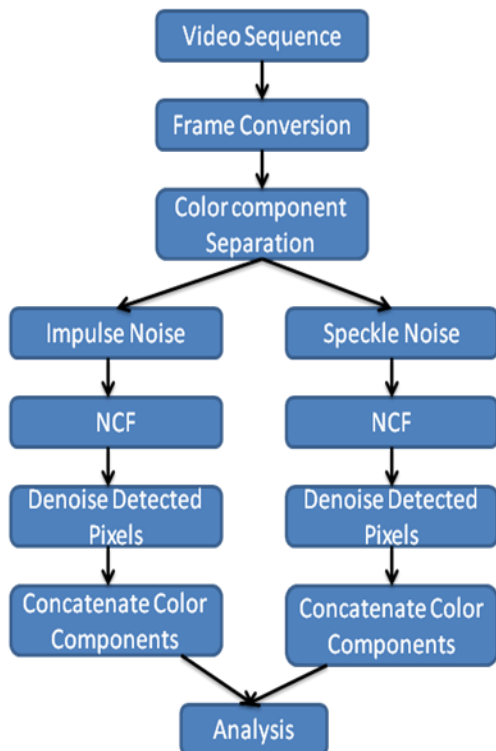 Video Sequence
Frame Conversion
Color component
Separation
Impulse Noise
NCF
Denoise Detected
Pixels
Concatenate Color
Components
Speckle Noise
NCF
Denoise Detected
Pixels
Concatenate Color
Components
Analysis